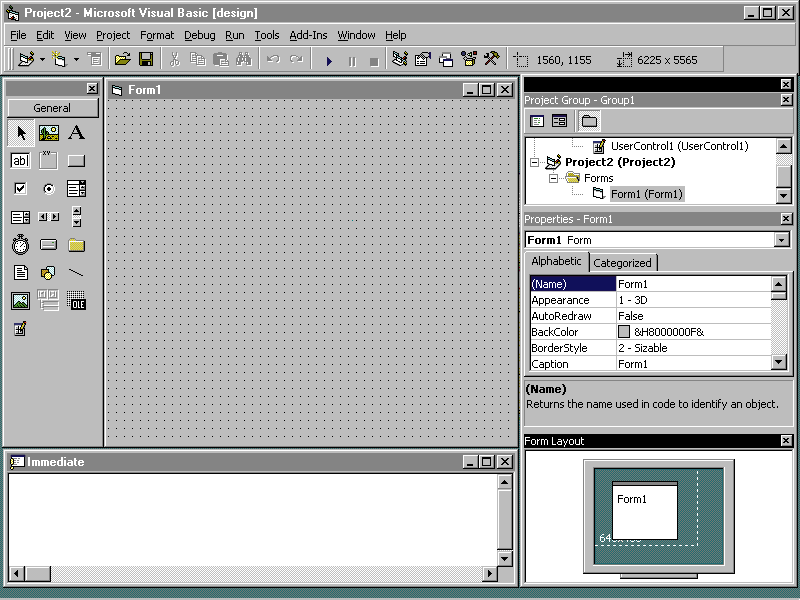 Project2 - Microsoft Visual Basic [design]
File Edit View Project Format Debug Run Tools Add-Ins Window Help
1560, 1155 6225 x 5565
General
A
ab|
XY
OLE
Form1
Project Group - Group1
UserControl1 (UserControl1)
Project2 (Project2)
Forms
Form1 (Form1)
Properties - Form1
Form1 Form
Alphabetic Categorized
(Name) Form1
Appearance 1 - 3D
AutoRedraw False
BackColor &H8000000F&
BorderStyle 2 - Sizable
Caption Form1
(Name)
Returns the name used in code to identify an object.
Immediate
Form Layout
Form1